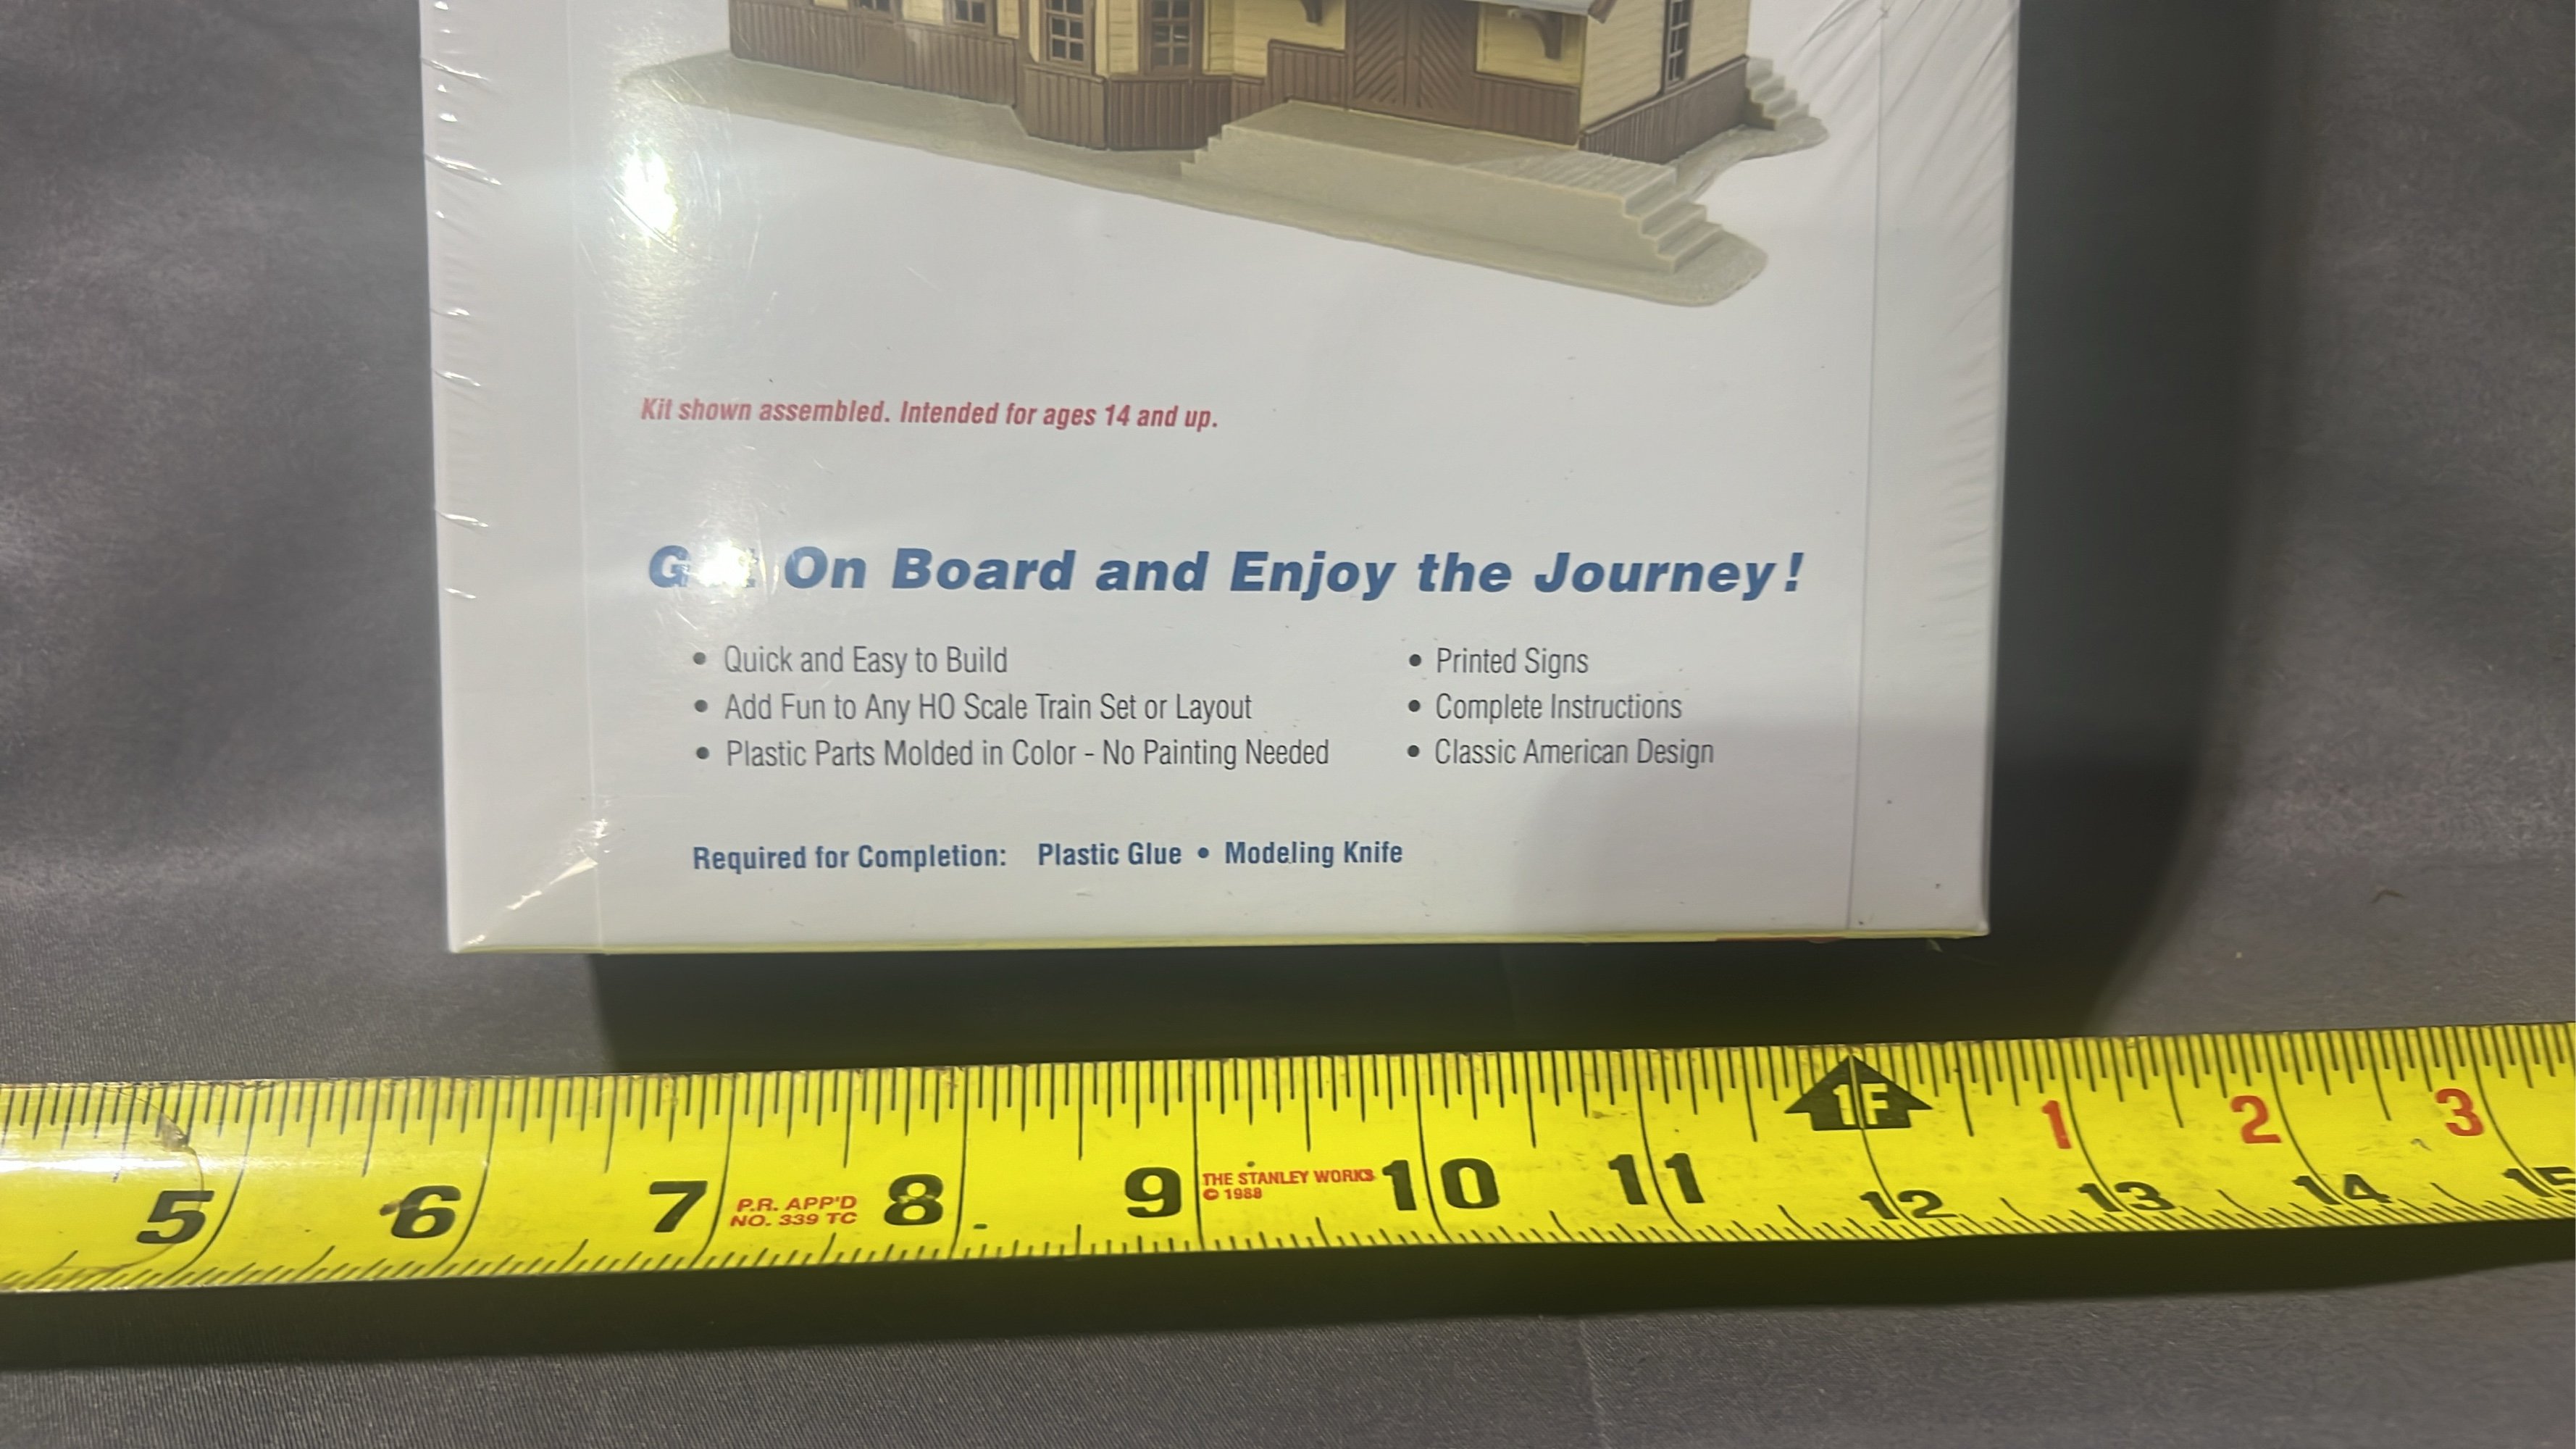 Kit shown assembled. Intended for ages 14 and up.
Get On Board and Enjoy the Journey!
• Quick and Easy to Build
• Add Fun to Any HO Scale Train Set or Layout
• Plastic Parts Molded in Color - No Painting Needed
• Printed Signs
• Complete Instructions
• Classic American Design
Required for Completion: Plastic Glue • Modeling Knife
1F 1 2 3
5 6 7 8 9 10 11 12 13 14 15
P.R. APP'D
NO. 339 TC
THE STANLEY WORKS
© 1988